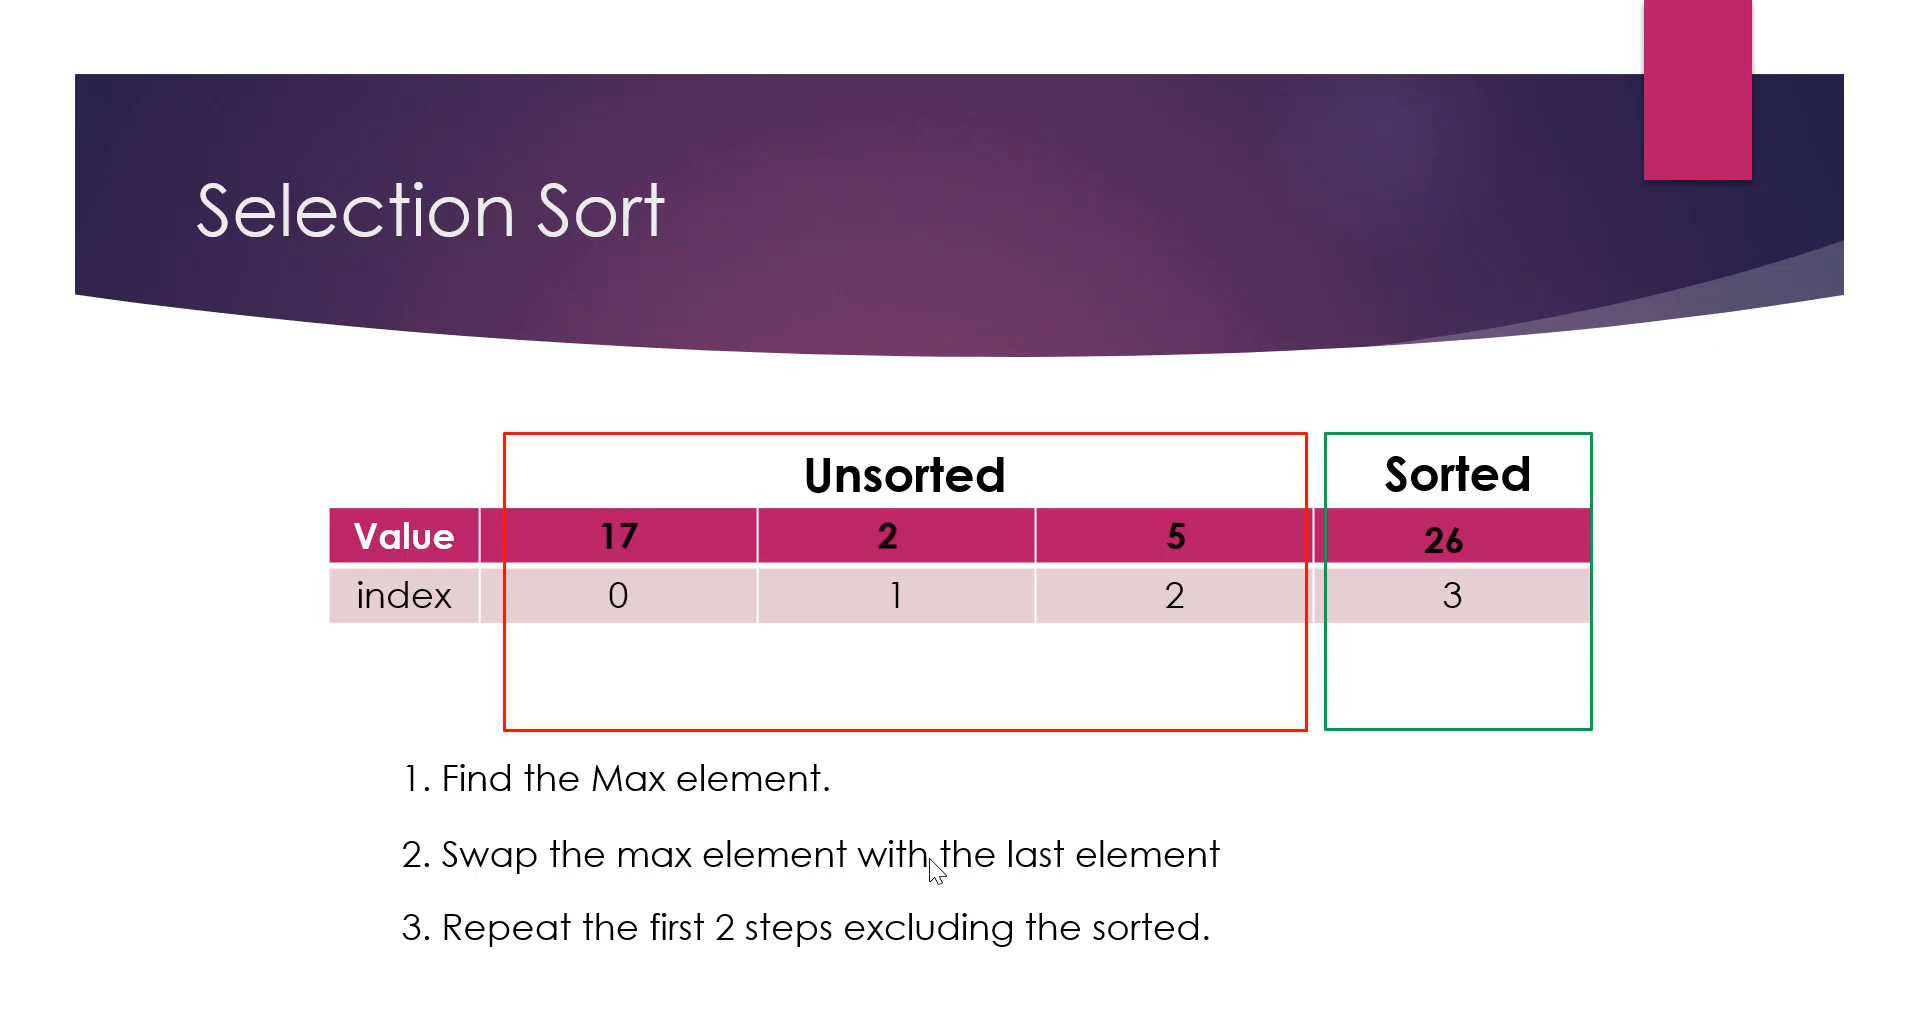 Selection Sort
Unsorted Sorted
Value 17 2 5 26
index 0 1 2 3
1. Find the Max element.
2. Swap the max element with the last element
3. Repeat the first 2 steps excluding the sorted.